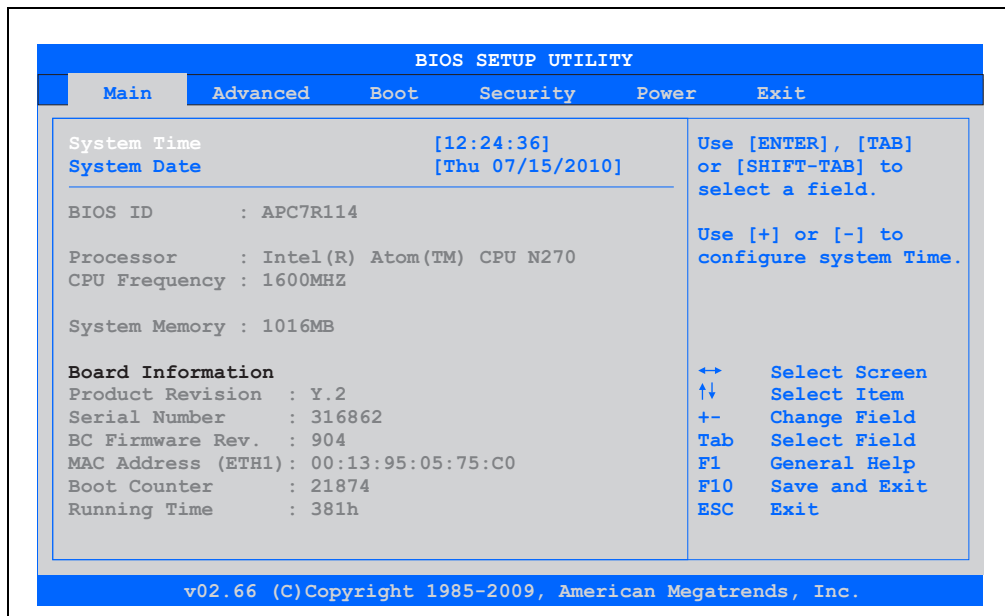 BIOS SETUP UTILITY
Main Advanced Boot Security Power Exit
System Time [12:24:36]
System Date [Thu 07/15/2010]
BIOS ID : APC7R114
Processor : Intel(R) Atom(TM) CPU N270
CPU Frequency : 1600MHZ
System Memory : 1016MB
Board Information
Product Revision : Y.2
Serial Number : 316862
BC Firmware Rev. : 904
MAC Address (ETH1): 00:13:95:05:75:C0
Boot Counter : 21874
Running Time : 381h
Use [ENTER], [TAB]
or [SHIFT-TAB] to
select a field.
Use [+] or [-] to
configure system Time.
↔ Select Screen
↑↓ Select Item
+- Change Field
Tab Select Field
F1 General Help
F10 Save and Exit
ESC Exit
v02.66 (C)Copyright 1985-2009, American Megatrends, Inc.